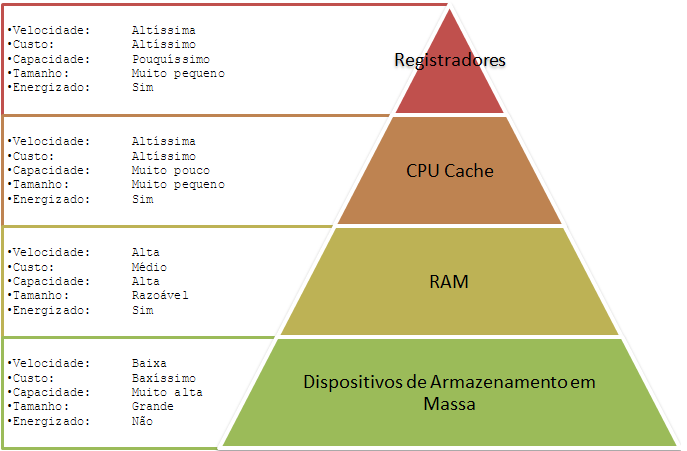 •Velocidade: Altíssima
•Custo: Altíssimo
•Capacidade: Pouquíssimo
•Tamanho: Muito pequeno
•Energizado: Sim
Registradores
•Velocidade: Altíssima
•Custo: Altíssimo
•Capacidade: Muito pouco
•Tamanho: Muito pequeno
•Energizado: Sim
CPU Cache
•Velocidade: Alta
•Custo: Médio
•Capacidade: Alta
•Tamanho: Razoável
•Energizado: Sim
RAM
•Velocidade: Baixa
•Custo: Baxíssimo
•Capacidade: Muito alta
•Tamanho: Grande
•Energizado: Não
Dispositivos de Armazenamento em
Massa